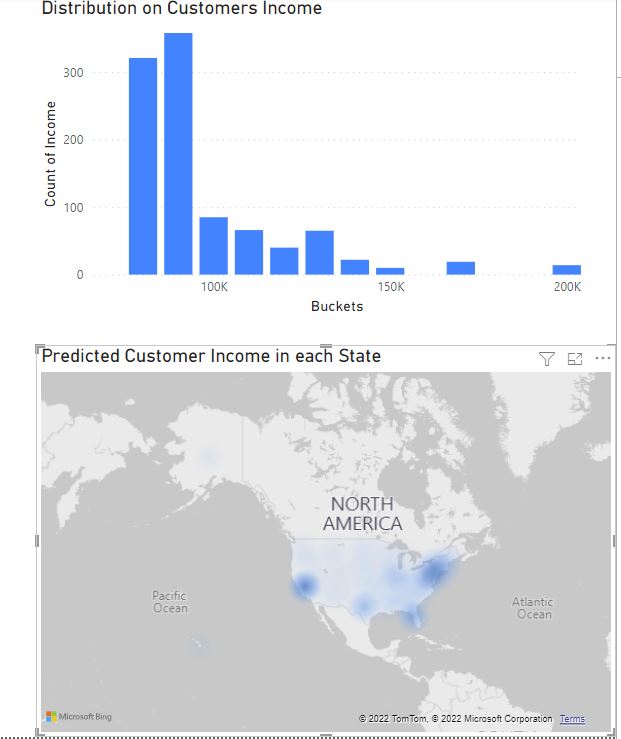 Distribution on Customers Income
300
200
100
0
Count of Income
100K
150K
200K
Buckets
Predicted Customer Income in each State
NORTH
AMERICA
Pacific
Ocean
Atlantic
Ocean
Microsoft Bing
© 2022 TomTom, © 2022 Microsoft Corporation Terms